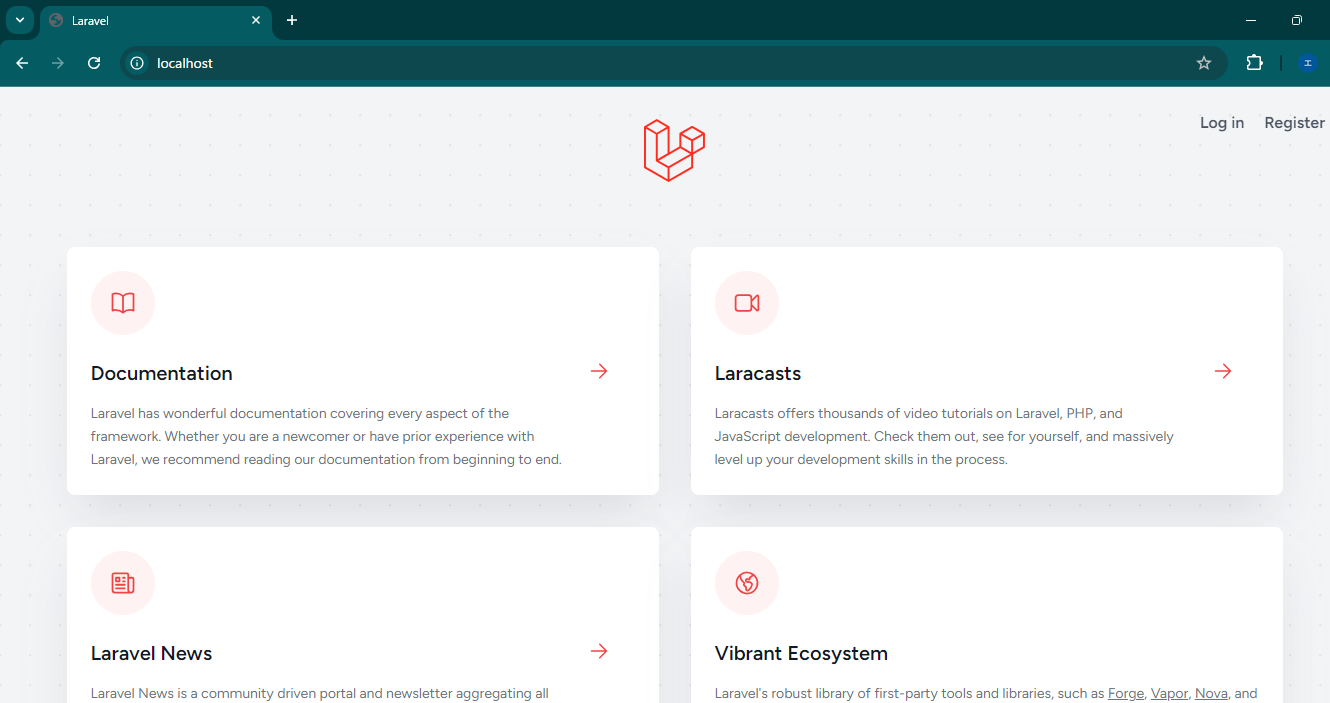 Laravel
localhost
Log in Register
Documentation
Laravel has wonderful documentation covering every aspect of the
framework. Whether you are a newcomer or have prior experience with
Laravel, we recommend reading our documentation from beginning to end.
Laracasts
Laracasts offers thousands of video tutorials on Laravel, PHP, and
JavaScript development. Check them out, see for yourself, and massively
level up your development skills in the process.
Laravel News
Laravel News is a community driven portal and newsletter aggregating all
Vibrant Ecosystem
Laravel's robust library of first-party tools and libraries, such as Forge, Vapor, Nova, and